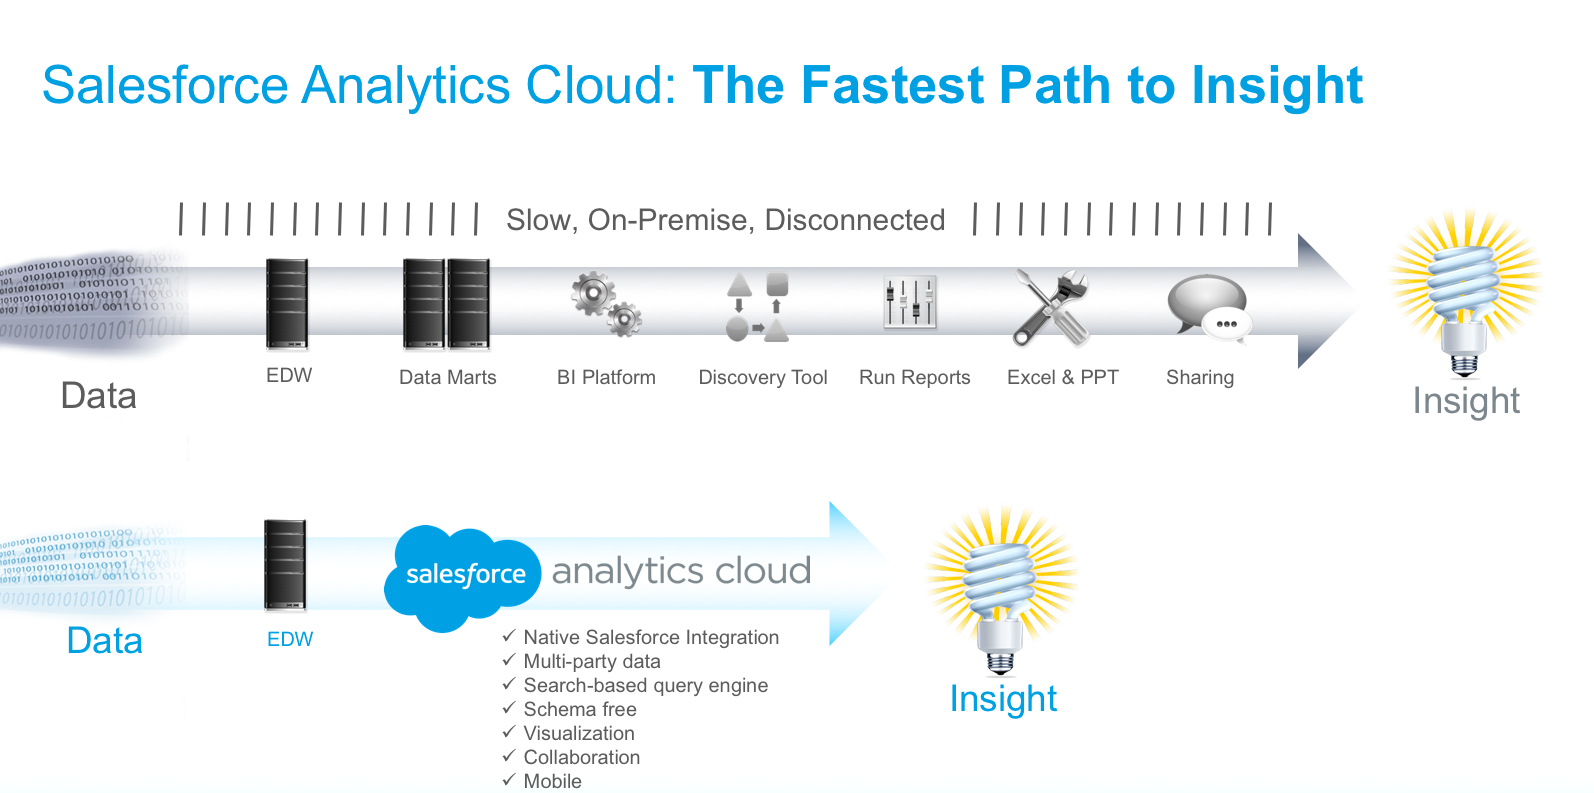 Salesforce Analytics Cloud: The Fastest Path to Insight
Slow, On-Premise, Disconnected
Data
EDW
Data Marts
BI Platform
Discovery Tool
Run Reports
Excel & PPT
Sharing
Insight
salesforce analytics cloud
Data
EDW
✓ Native Salesforce Integration
✓ Multi-party data
✓ Search-based query engine
✓ Schema free
✓ Visualization
✓ Collaboration
✓ Mobile
Insight